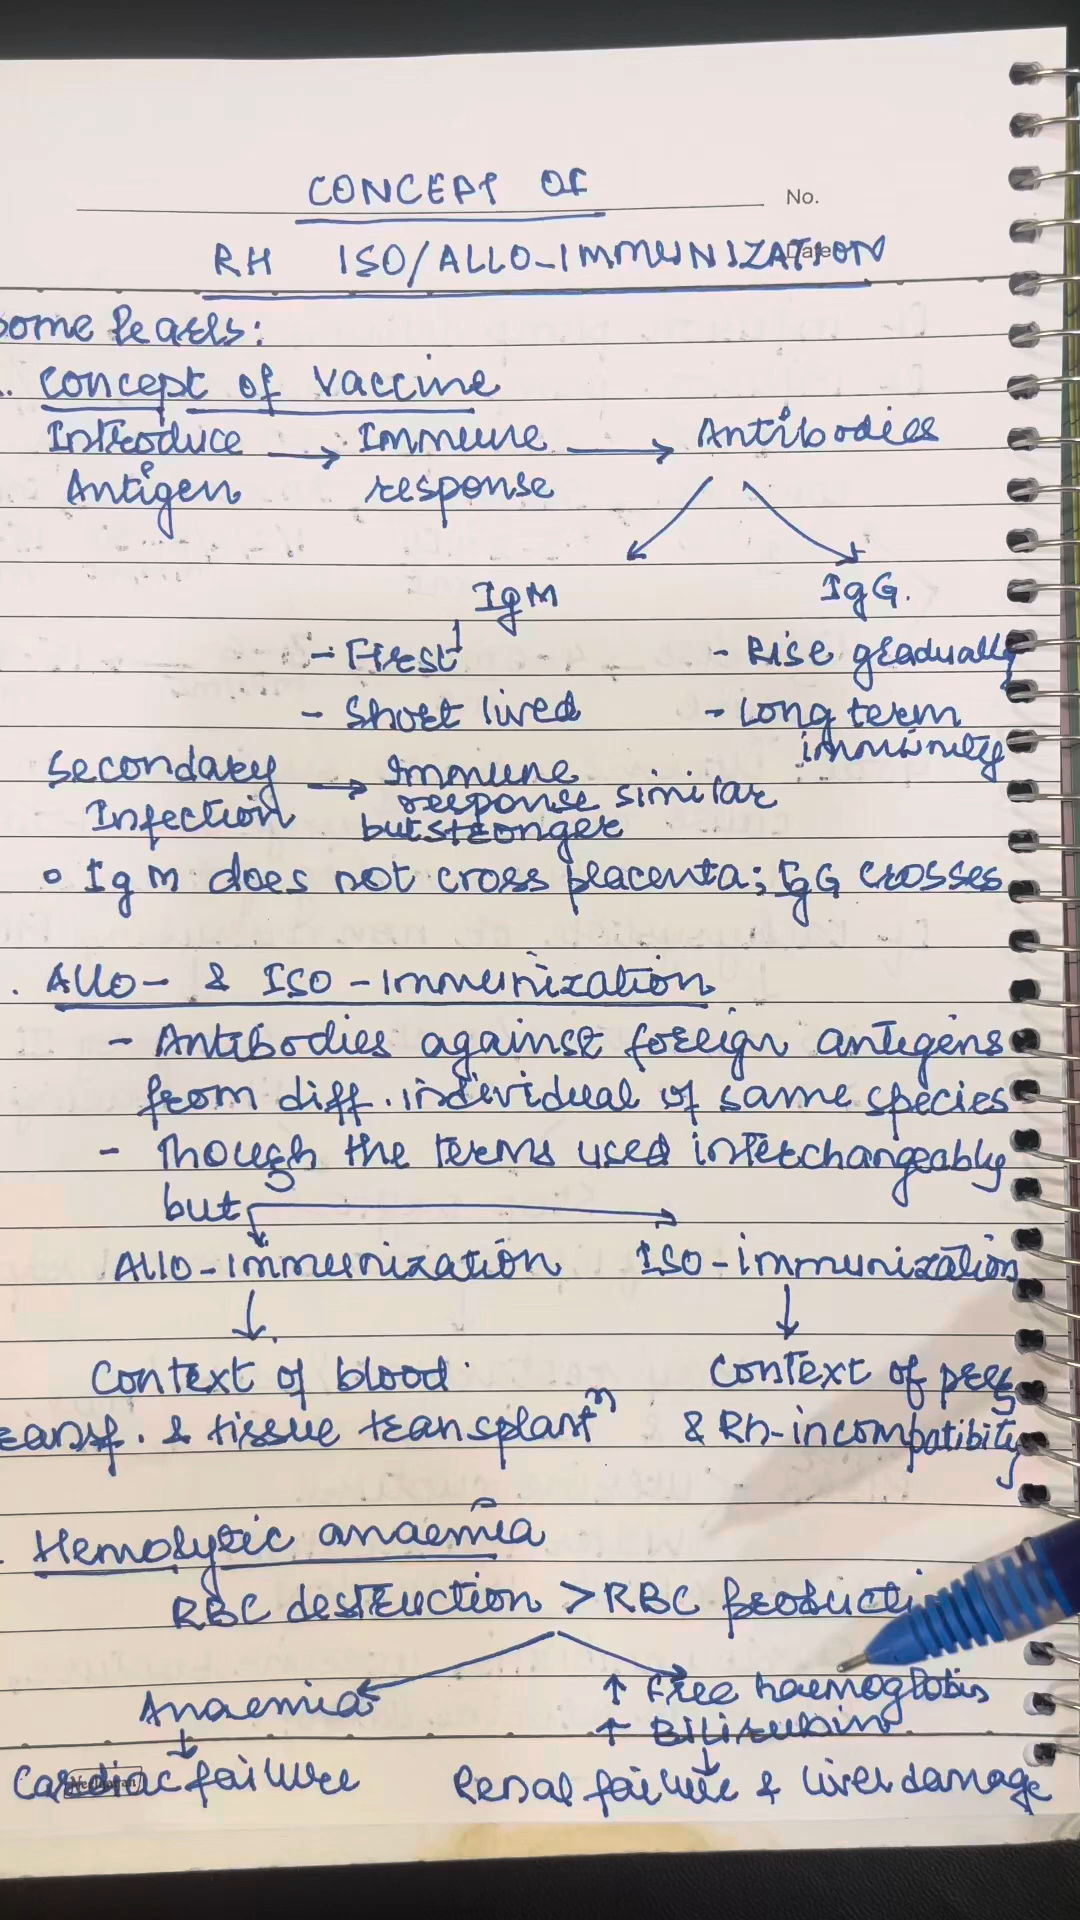 CONCEPT OF
No.
RH ISO/ALLO-IMMUNIZATION
Date
Some facts:
. Concept of Vaccine
Introduce → Immune → Antibodies
Antigen response
IgM IgG.
- First - Rise gradually
- Short lived - Long term
immunity
Secondary → Immune
Infection response similar
but stronger
o IgM does not cross placenta; IgG crosses
. Allo- & ISO-immunization
- Antibodies against foreign antigens
from diff. individual of same species
- Though the terms used interchangeably
but
Allo-immunization ISO-immunization
Context of blood Context of preg
transf. & tissue transplantⁿ & Rh-incompatibility
. Hemolytic anaemia
RBC destruction > RBC producti
Anaemia ↑ Free haemoglobin
↑ Bilirubin
Cardiac failure Renal failure & liver damage